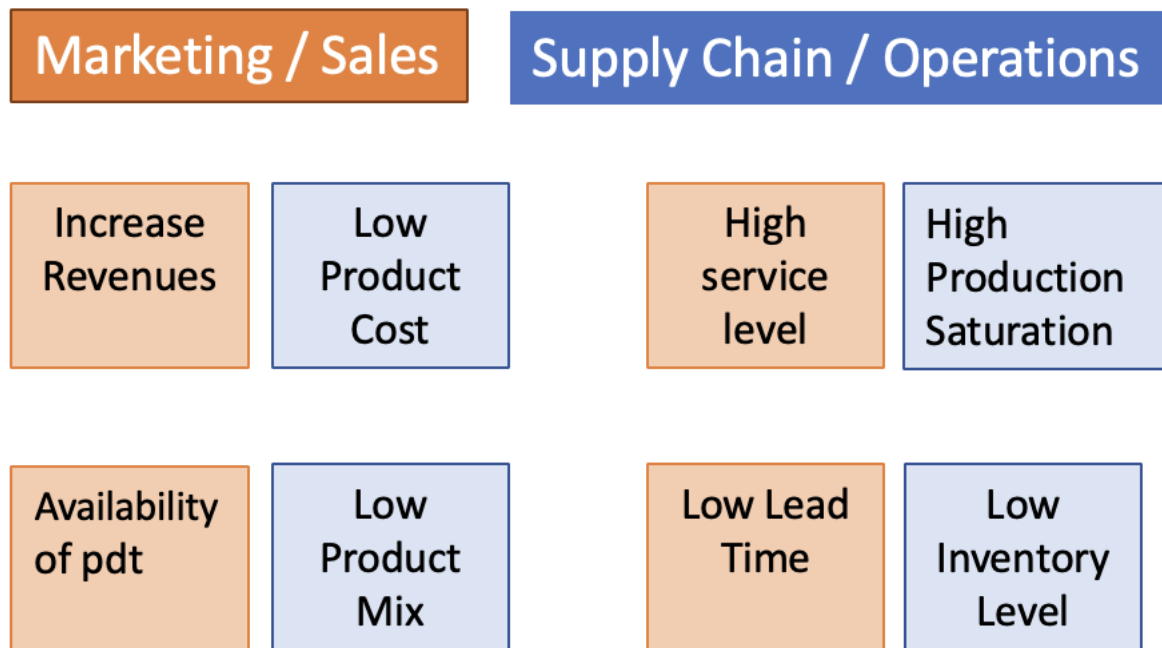 Marketing / Sales
Supply Chain / Operations
Increase
Revenues
Low
Product
Cost
High
service
level
High
Production
Saturation
Availability
of pdt
Low
Product
Mix
Low Lead
Time
Low
Inventory
Level